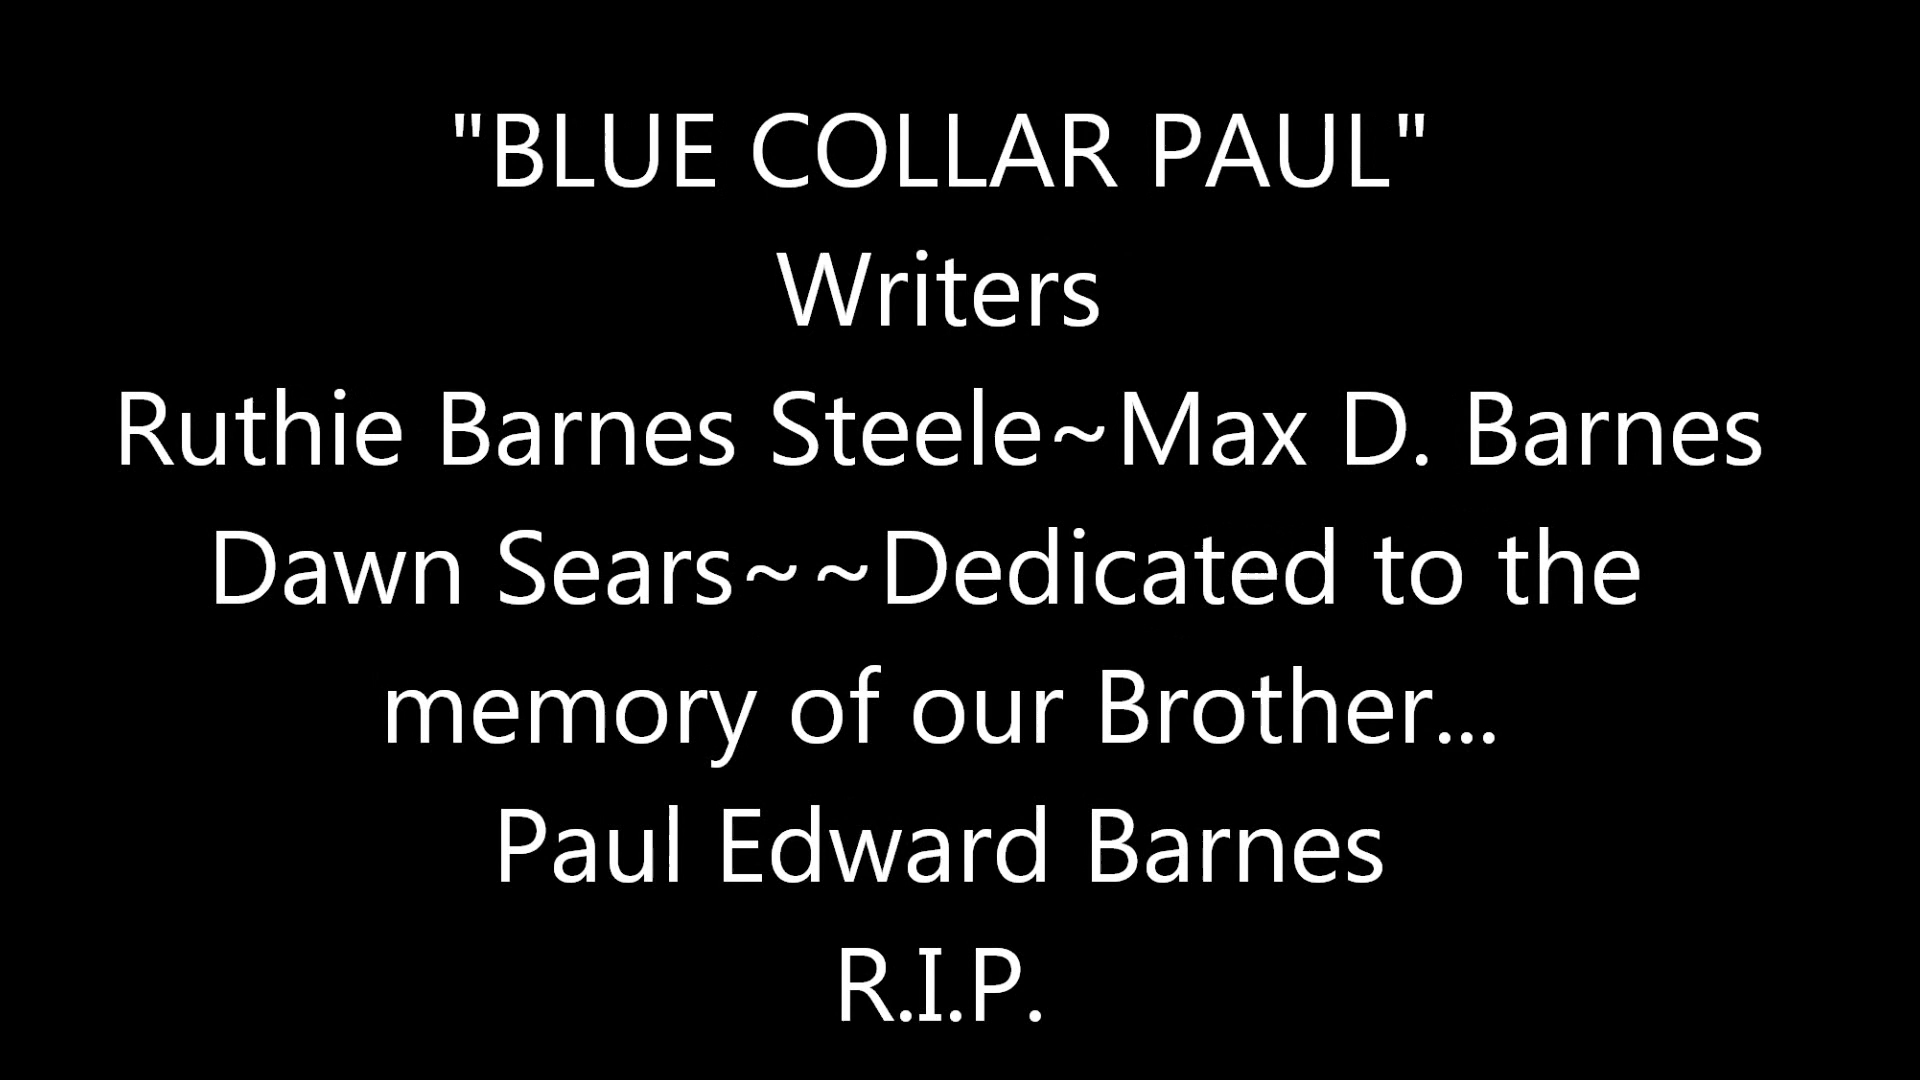 "BLUE COLLAR PAUL"
Writers
Ruthie Barnes Steele~Max D. Barnes
Dawn Sears~~Dedicated to the
memory of our Brother...
Paul Edward Barnes
R.I.P.